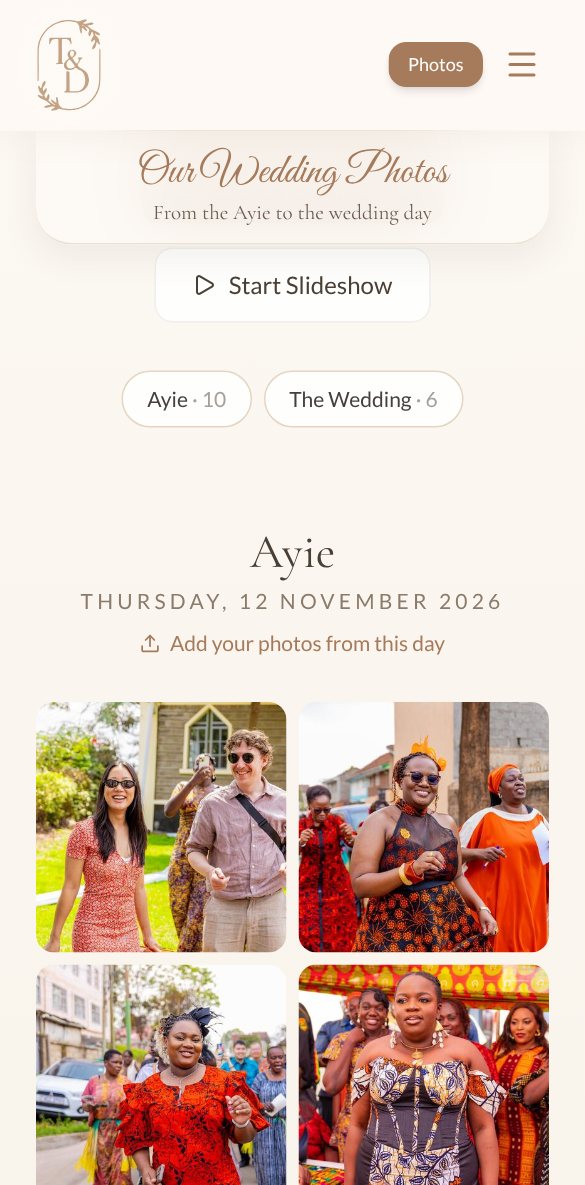 T&D
Photos
Our Wedding Photos
From the Ayie to the wedding day
Start Slideshow
Ayie · 10
The Wedding · 6
Ayie
THURSDAY, 12 NOVEMBER 2026
Add your photos from this day